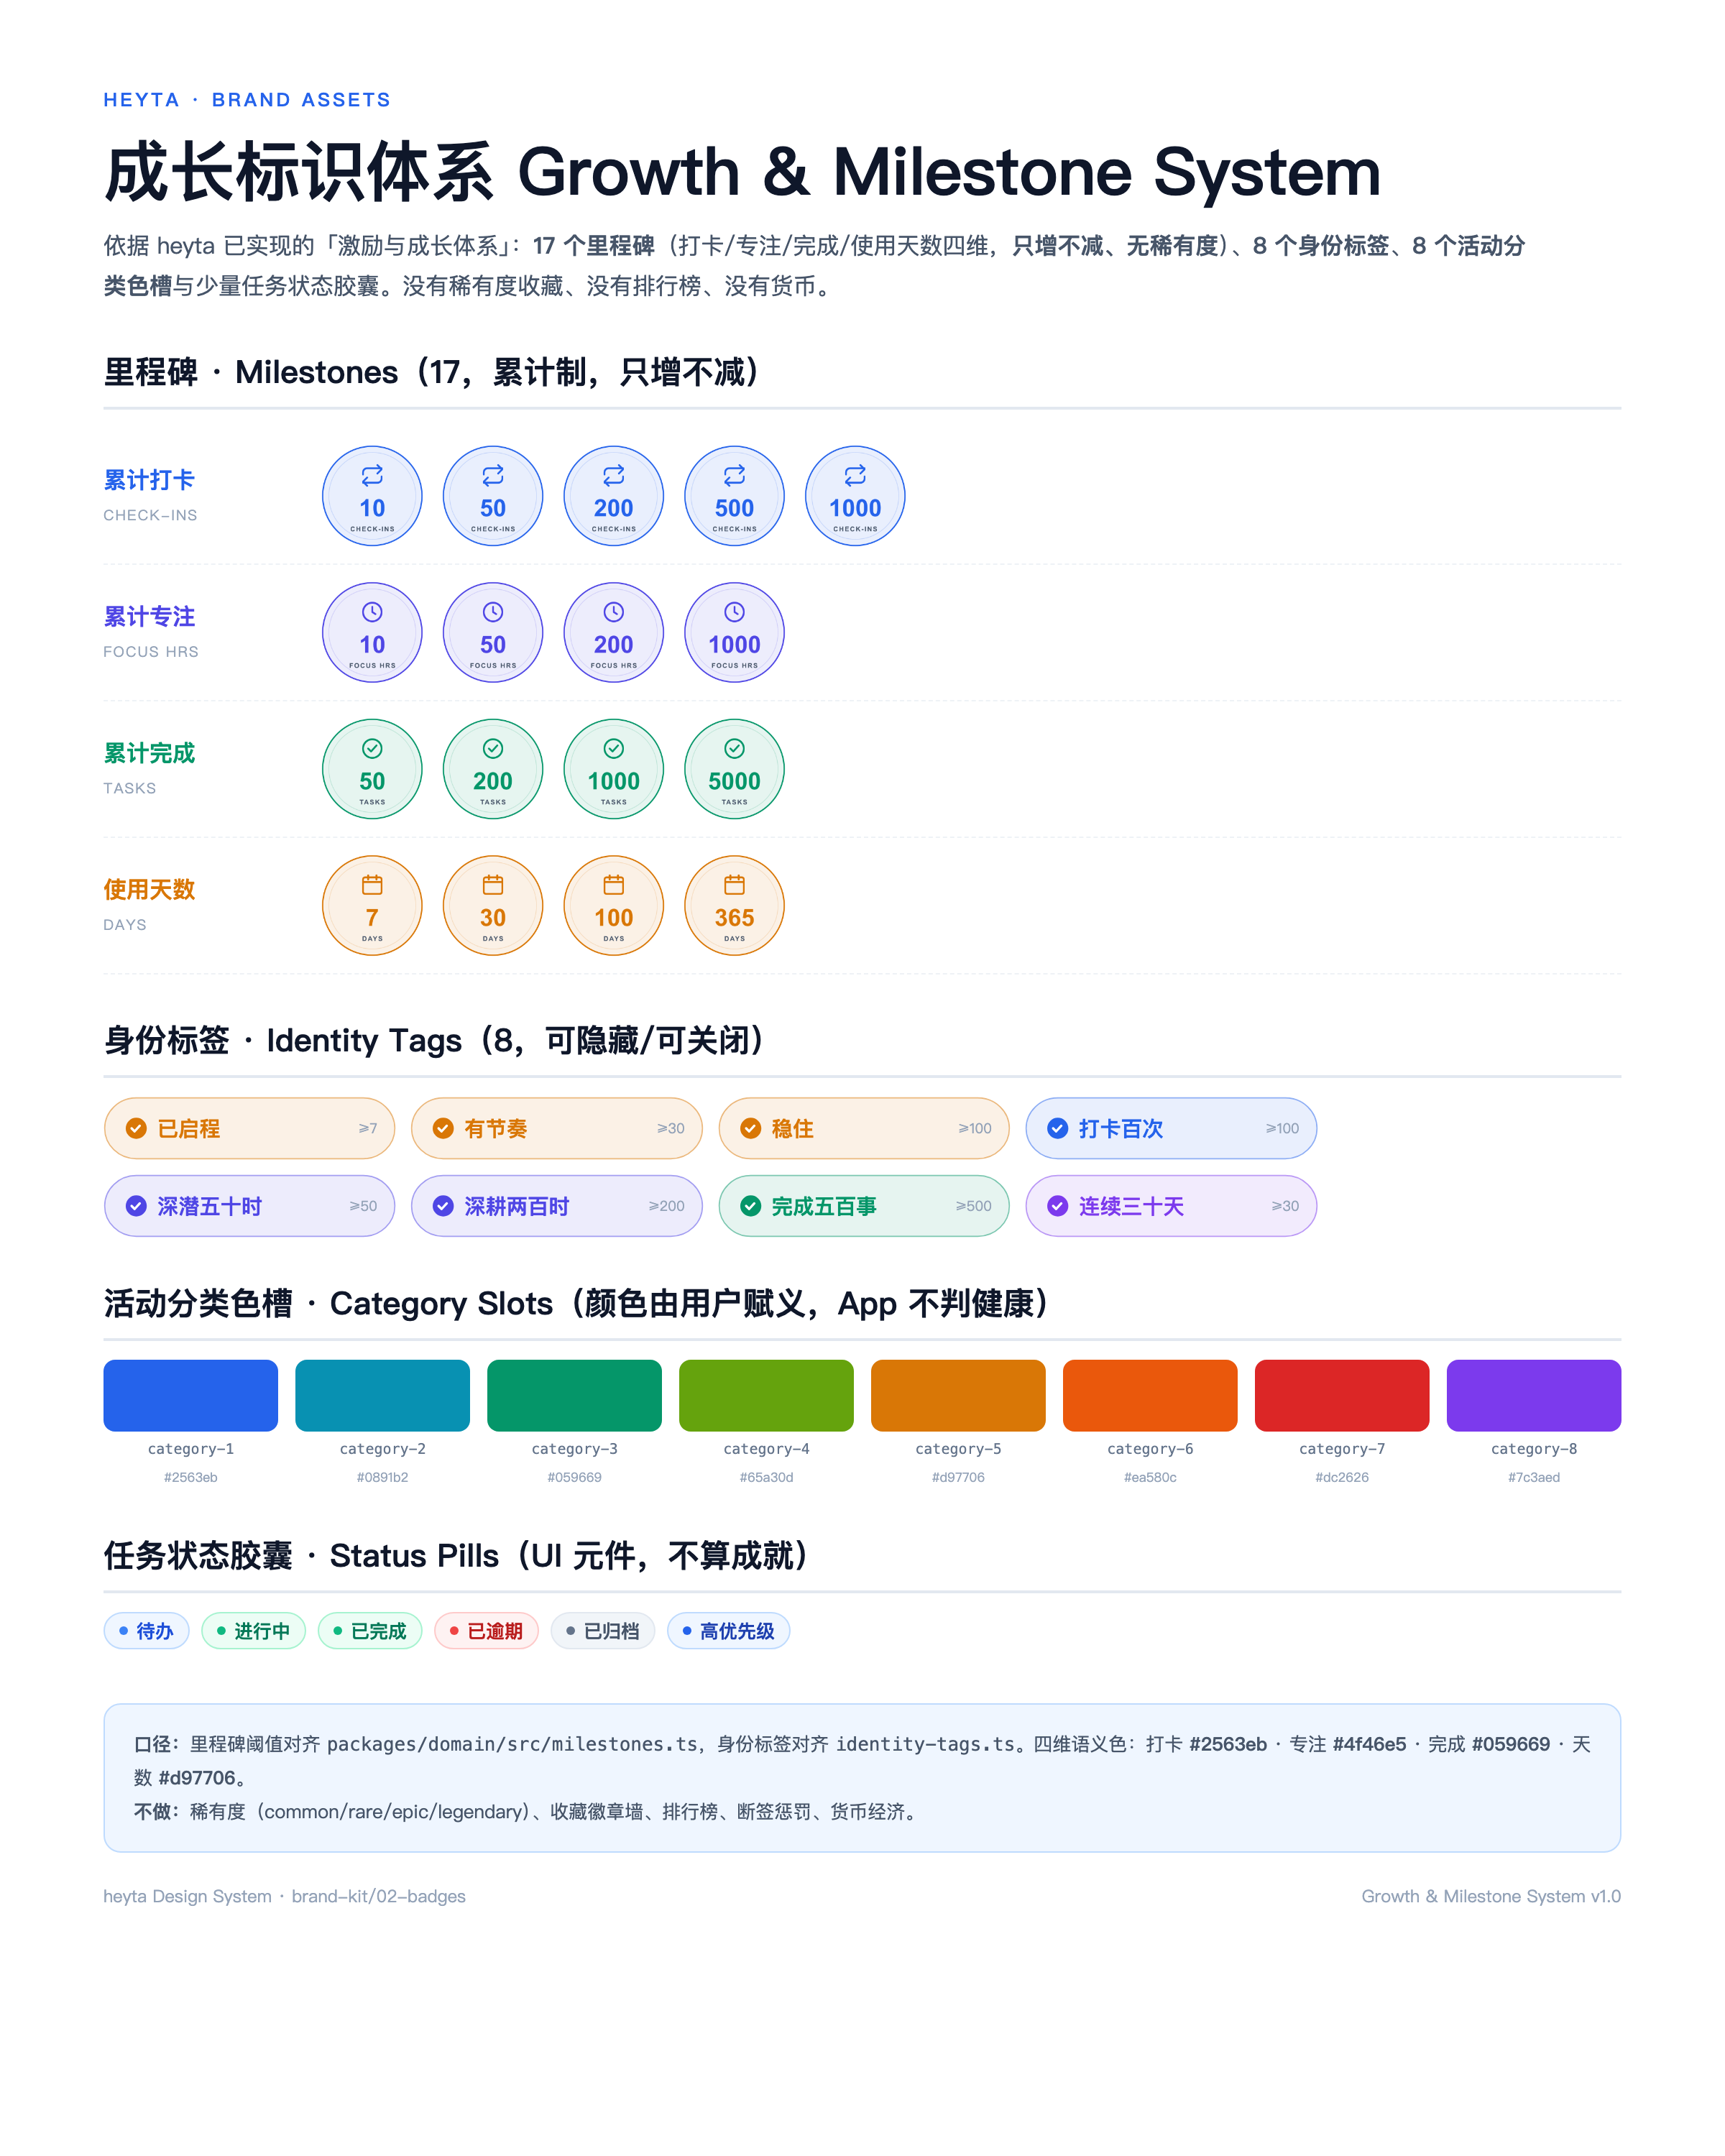 HEYTA · BRAND ASSETS
成长标识体系 Growth & Milestone System
依据 heyta 已实现的「激励与成长体系」：17 个里程碑（打卡/专注/完成/使用天数四维，只增不减、无稀有度）、8 个身份标签、8 个活动分
类色槽与少量任务状态胶囊。没有稀有度收藏、没有排行榜、没有货币。
里程碑 · Milestones（17，累计制，只增不减）
累计打卡
CHECK-INS
10 50 200 500 1000
CHECK-INS CHECK-INS CHECK-INS CHECK-INS CHECK-INS
累计专注
FOCUS HRS
10 50 200 1000
FOCUS HRS FOCUS HRS FOCUS HRS FOCUS HRS
累计完成
TASKS
50 200 1000 5000
TASKS TASKS TASKS TASKS
使用天数
DAYS
7 30 100 365
DAYS DAYS DAYS DAYS
身份标签 · Identity Tags（8，可隐藏/可关闭）
已启程 ≥7 有节奏 ≥30 稳住 ≥100 打卡百次 ≥100
深潜五十时 ≥50 深耕两百时 ≥200 完成五百事 ≥500 连续三十天 ≥30
活动分类色槽 · Category Slots（颜色由用户赋义，App 不判健康）
category-1 category-2 category-3 category-4 category-5 category-6 category-7 category-8
#2563eb #0891b2 #059669 #65a30d #d97706 #ea580c #dc2626 #7c3aed
任务状态胶囊 · Status Pills（UI 元件，不算成就）
待办 进行中 已完成 已逾期 已归档 高优先级
口径：里程碑阈值对齐 packages/domain/src/milestones.ts，身份标签对齐 identity-tags.ts。四维语义色：打卡 #2563eb · 专注 #4f46e5 · 完成 #059669 · 天
数 #d97706。
不做：稀有度（common/rare/epic/legendary）、收藏徽章墙、排行榜、断签惩罚、货币经济。
heyta Design System · brand-kit/02-badges
Growth & Milestone System v1.0